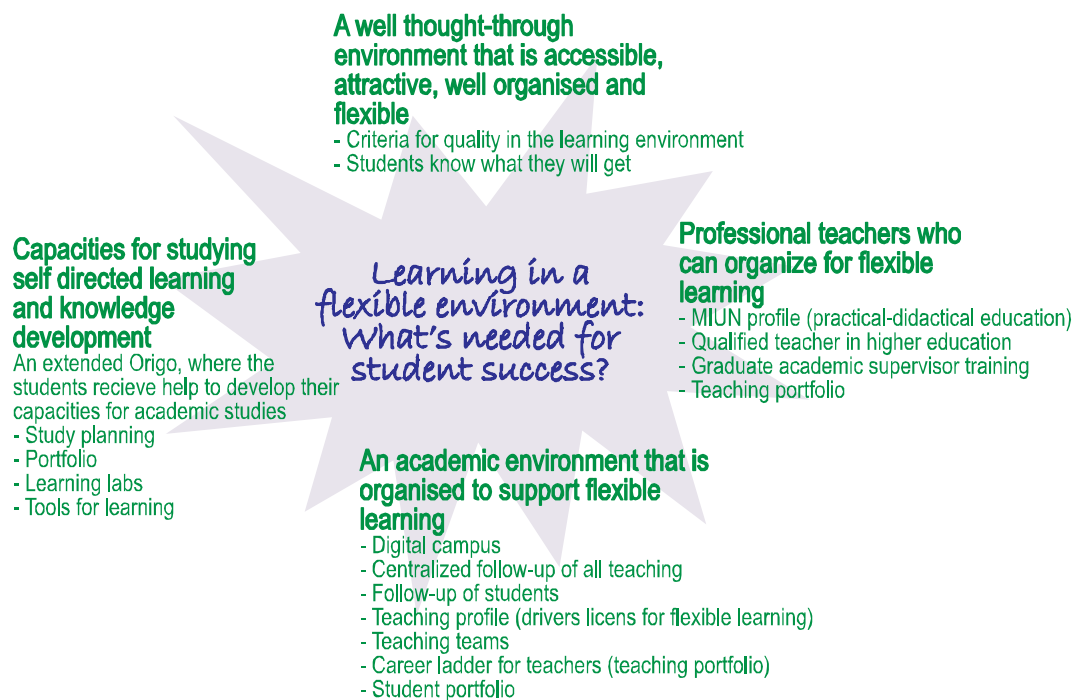 A well thought-through
environment that is accessible,
attractive, well organised and
flexible
- Criteria for quality in the learning environment
- Students know what they will get
Capacities for studying
self directed learning
and knowledge
development
An extended Origo, where the
students recieve help to develop their
capacities for academic studies
- Study planning
- Portfolio
- Learning labs
- Tools for learning
Learning in a
flexible environment:
What's needed for
student success?
Professional teachers who
can organize for flexible
learning
- MIUN profile (practical-didactical education)
- Qualified teacher in higher education
- Graduate academic supervisor training
- Teaching portfolio
An academic environment that is
organised to support flexible
learning
- Digital campus
- Centralized follow-up of all teaching
- Follow-up of students
- Teaching profile (drivers licens for flexible learning)
- Teaching teams
- Career ladder for teachers (teaching portfolio)
- Student portfolio